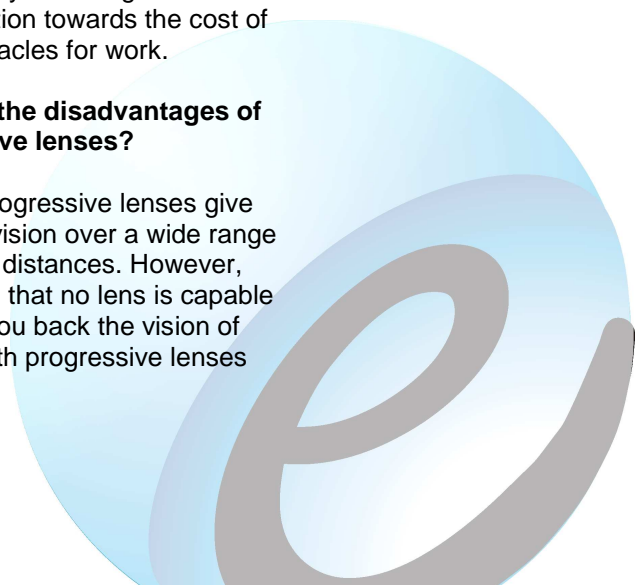 tion towards the cost of
acles for work.
the disadvantages of
ve lenses?
ogressive lenses give
vision over a wide range
distances. However,
that no lens is capable
ou back the vision of
th progressive lenses
e